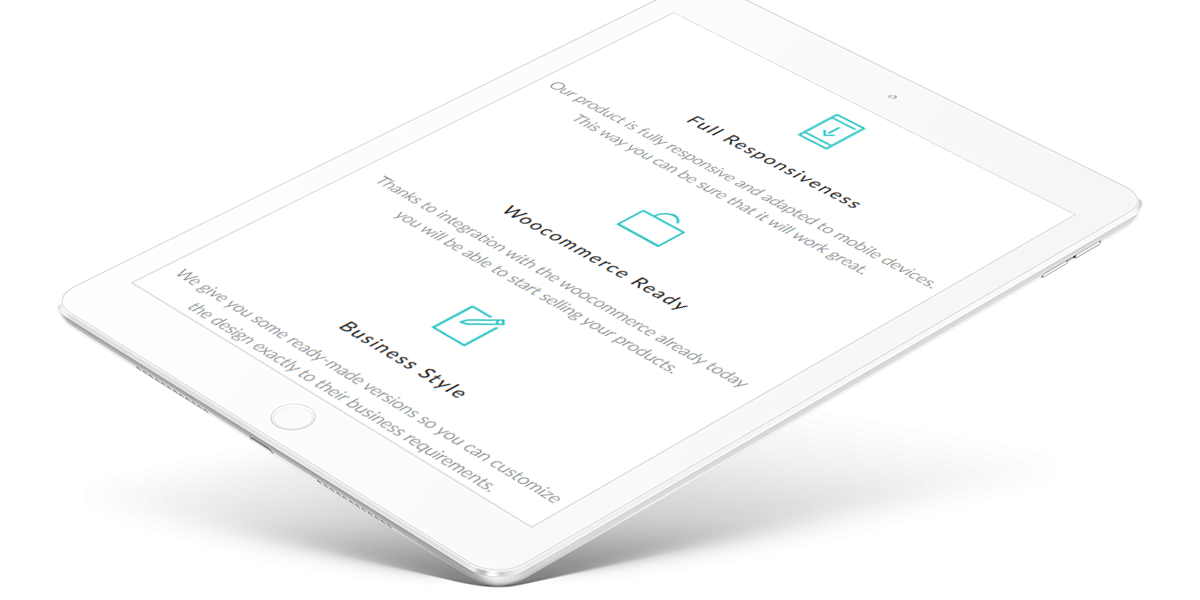 Full Responsiveness
Our product is fully responsive and adapted to mobile devices.
This way you can be sure that it will work great.
Woocommerce Ready
Thanks to integration with the woocommerce already today
you will be able to start selling your products.
Business Style
We give you some ready-made versions so you can customize
the design exactly to their business requirements.